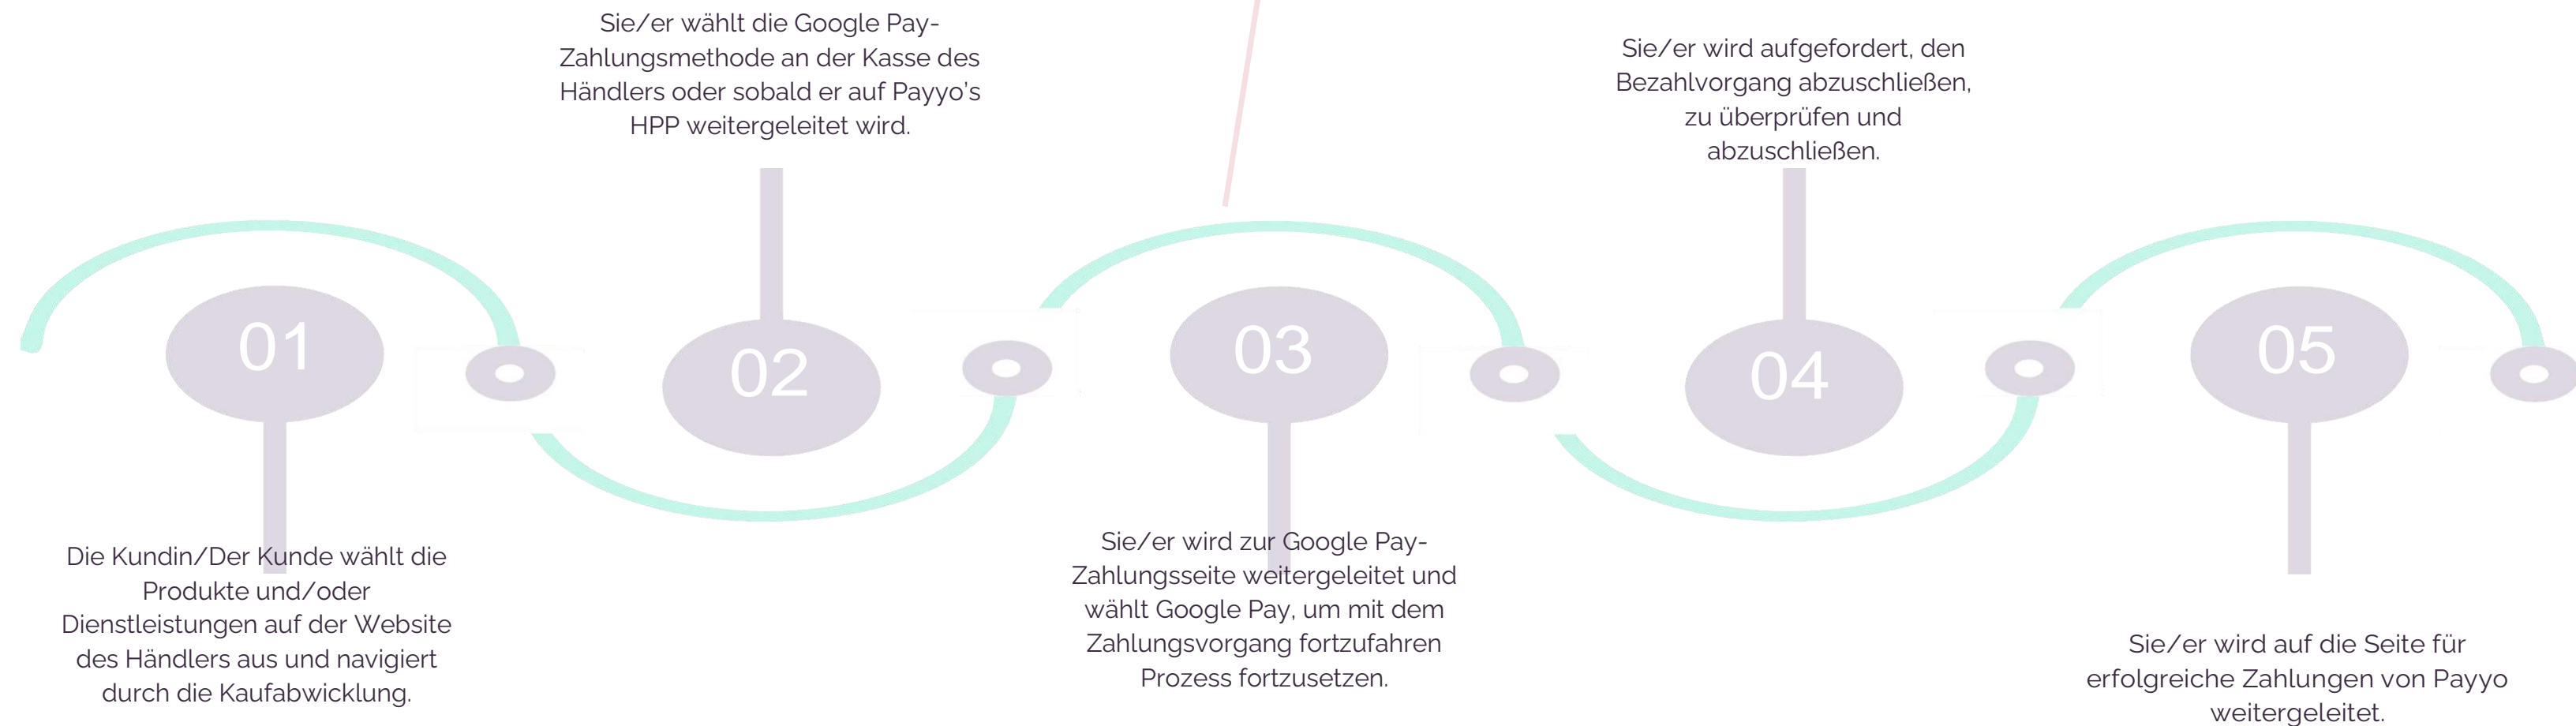 01
Die Kundin/Der Kunde wählt die
Produkte und/oder
Dienstleistungen auf der Website
des Händlers aus und navigiert
durch die Kaufabwicklung.
Sie/er wählt die Google Pay-
Zahlungsmethode an der Kasse des
Händlers oder sobald er auf Payyo's
HPP weitergeleitet wird.
02
03
Sie/er wird zur Google Pay-
Zahlungsseite weitergeleitet und
wählt Google Pay, um mit dem
Zahlungsvorgang fortzufahren
Prozess fortzusetzen.
Sie/er wird aufgefordert, den
Bezahlvorgang abzuschließen,
zu überprüfen und
abzuschließen.
04
05
Sie/er wird auf die Seite für
erfolgreiche Zahlungen von Payyo
weitergeleitet.